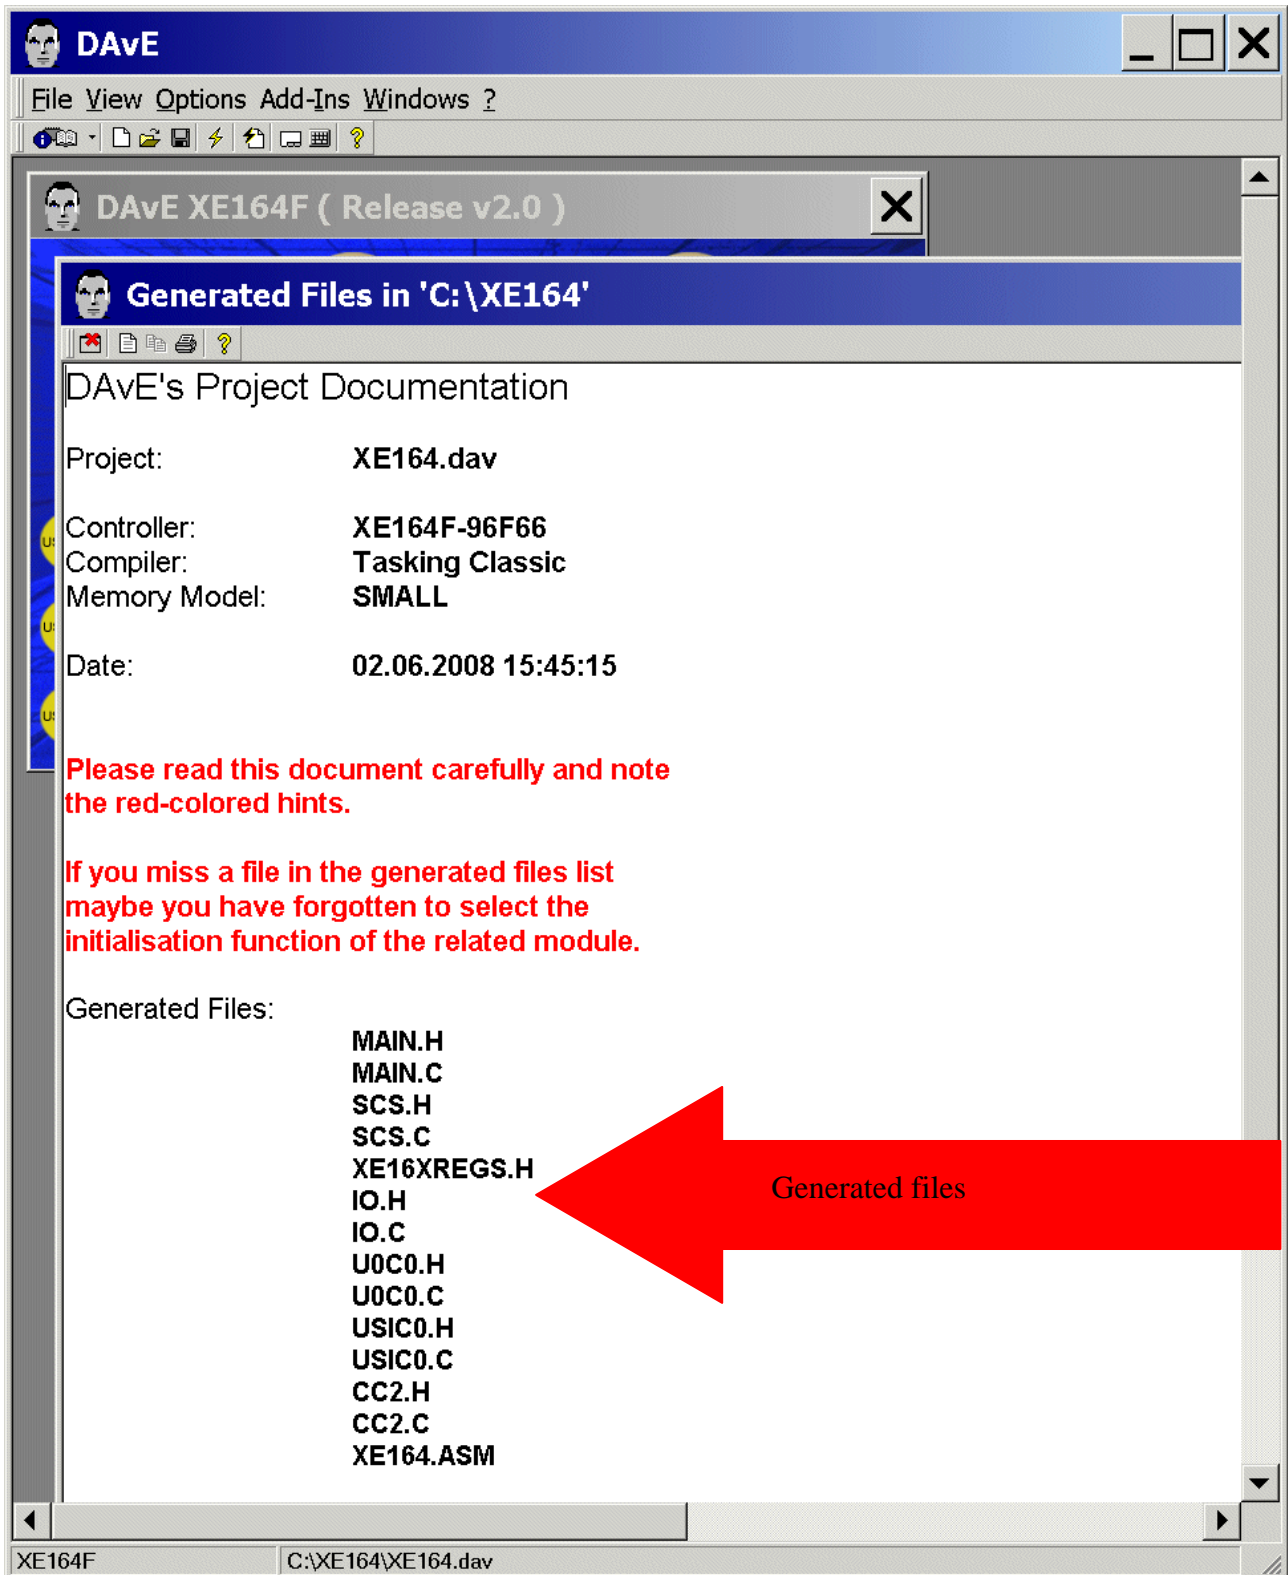 DAvE
File View Options Add-Ins Windows ?
DAvE XE164F ( Release v2.0 )
Generated Files in 'C:\XE164'
DAvE's Project Documentation
Project: XE164.dav
Controller: XE164F-96F66
Compiler: Tasking Classic
Memory Model: SMALL
Date: 02.06.2008 15:45:15
Please read this document carefully and note
the red-colored hints.
If you miss a file in the generated files list
maybe you have forgotten to select the
initialisation function of the related module.
Generated Files:
MAIN.H
MAIN.C
SCS.H
SCS.C
XE16XREGS.H
IO.H
IO.C
U0C0.H
U0C0.C
USIC0.H
USIC0.C
CC2.H
CC2.C
XE164.ASM
Generated files
XE164F C:\XE164\XE164.dav